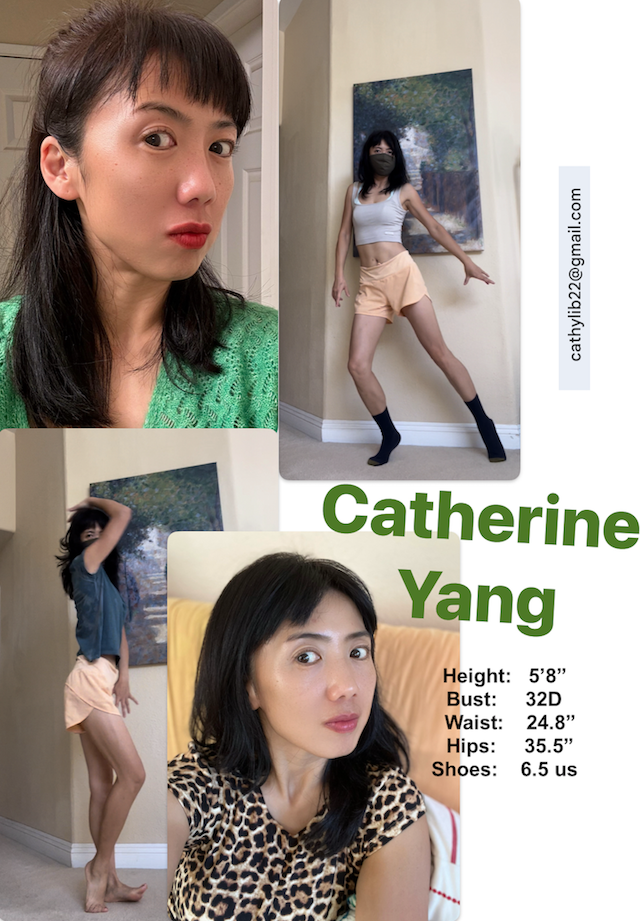 cathylib22@gmail.com
Catherine
Yang
Height: 5’8”
Bust: 32D
Waist: 24.8”
Hips: 35.5”
Shoes: 6.5 us